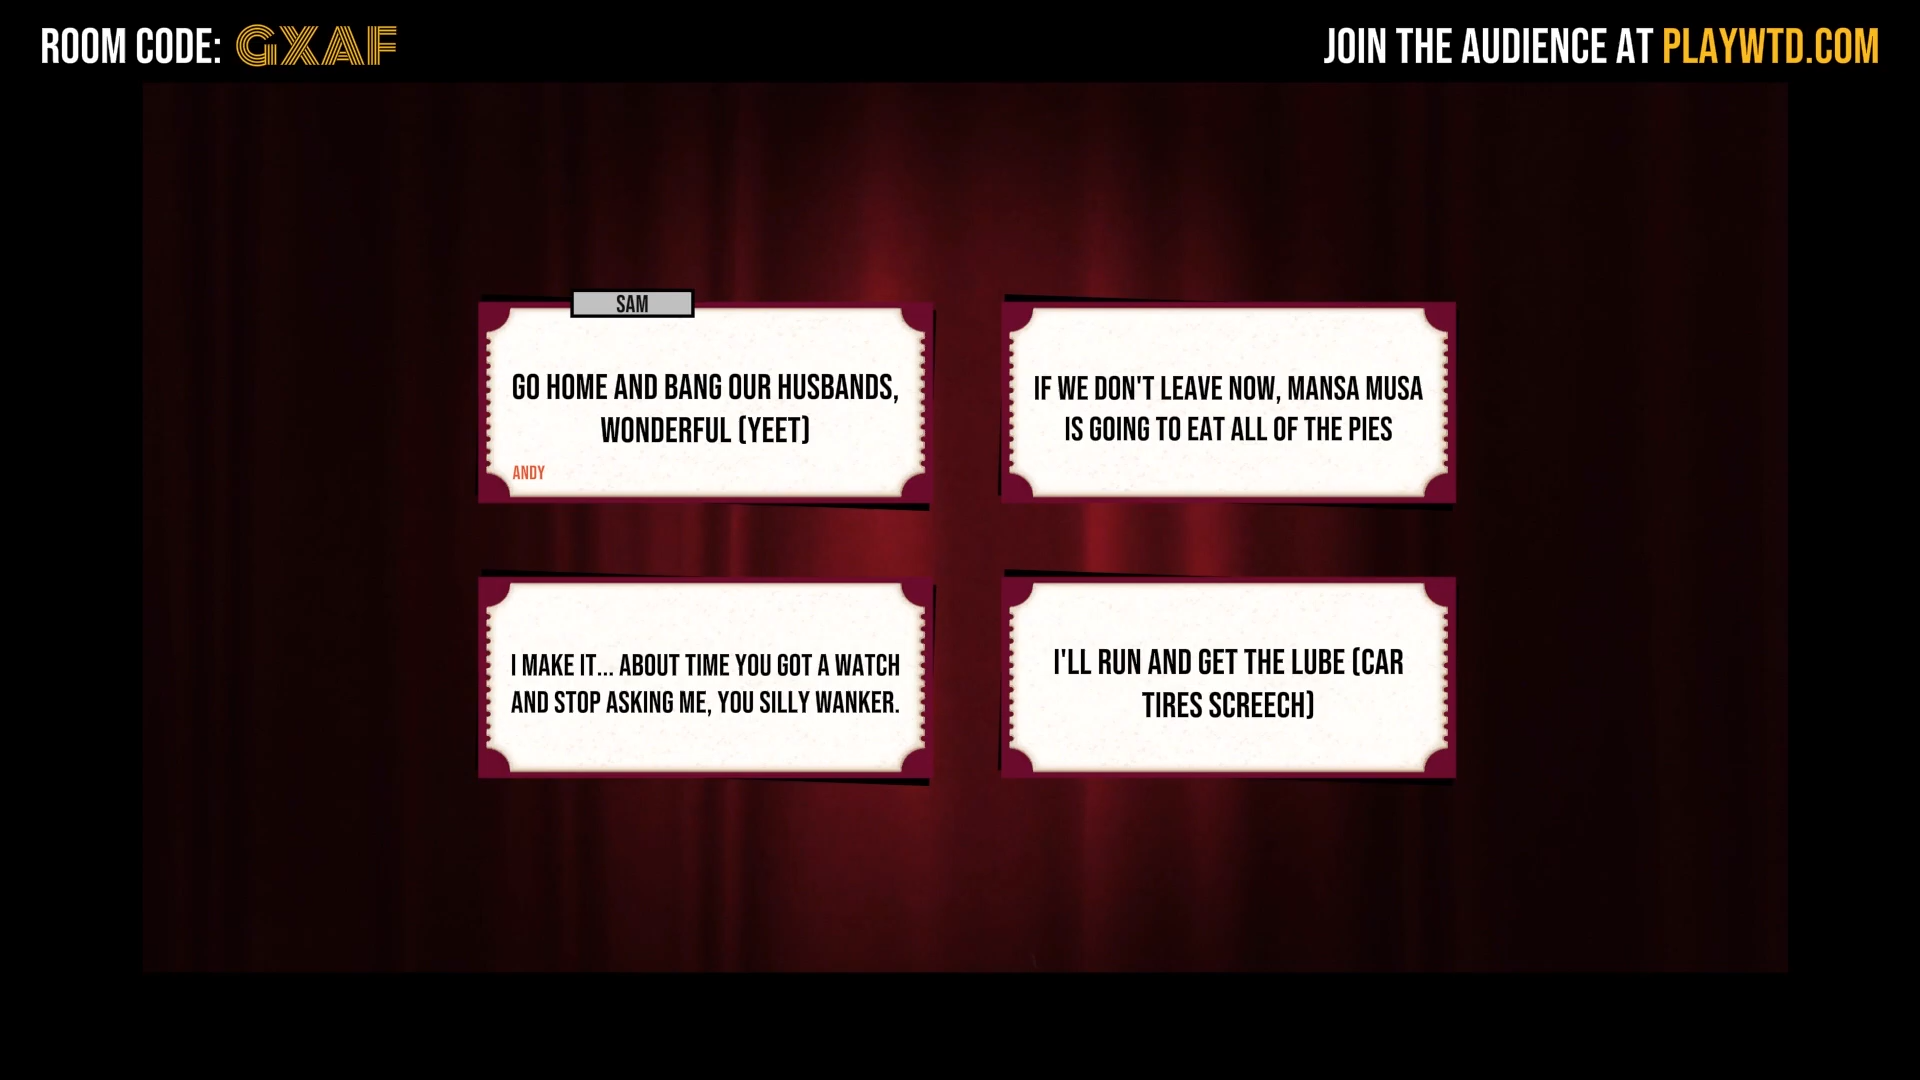 ROOM CODE: GXAF
JOIN THE AUDIENCE AT PLAYWTD.COM
SAM
GO HOME AND BANG OUR HUSBANDS,
WONDERFUL (YEET)
ANDY
IF WE DON'T LEAVE NOW, MANSA MUSA
IS GOING TO EAT ALL OF THE PIES
I MAKE IT... ABOUT TIME YOU GOT A WATCH
AND STOP ASKING ME, YOU SILLY WANKER.
I'LL RUN AND GET THE LUBE (CAR
TIRES SCREECH)